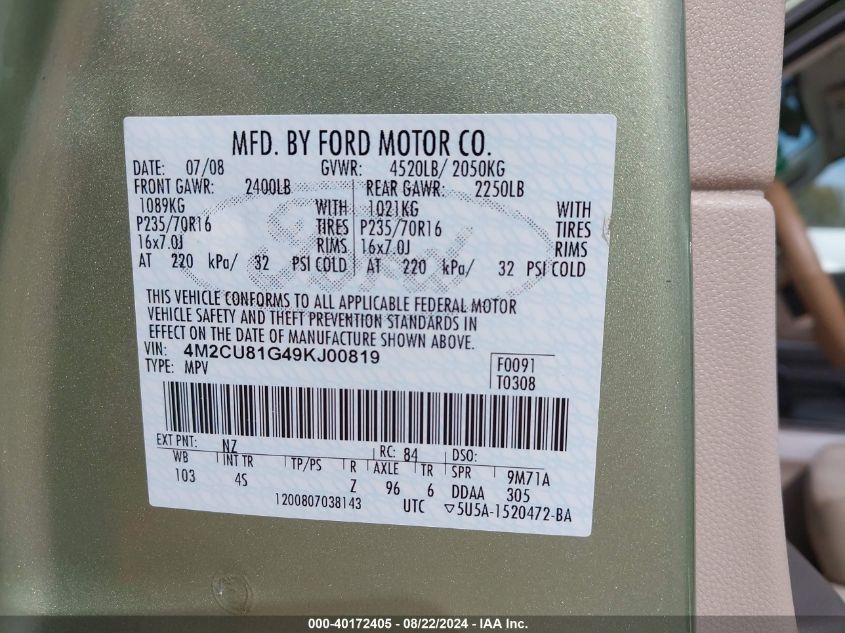 MFD. BY FORD MOTOR CO.
DATE: 07/08 GVWR: 4520LB/ 2050KG
FRONT GAWR: 2400LB REAR GAWR: 2250LB
1089KG WITH 1021KG WITH
P235/70R16 TIRES P235/70R16 TIRES
16x7.0J RIMS 16x7.0J RIMS
AT 220 kPa/ 32 PSI COLD AT 220 kPa/ 32 PSI COLD
Ford
THIS VEHICLE CONFORMS TO ALL APPLICABLE FEDERAL MOTOR
VEHICLE SAFETY AND THEFT PREVENTION STANDARDS IN
EFFECT ON THE DATE OF MANUFACTURE SHOWN ABOVE.
VIN: 4M2CU81G49KJ00819 F0091
TYPE: MPV T0308
EXT PNT: NZ RC: 84 DSO:
WB INT TR TP/PS R AXLE TR SPR 9M71A
103 4S Z 96 6 DDAA 305
1200807038143 UTC ▽5U5A-1520472-BA
000-40172405 - 08/22/2024 - IAA Inc.